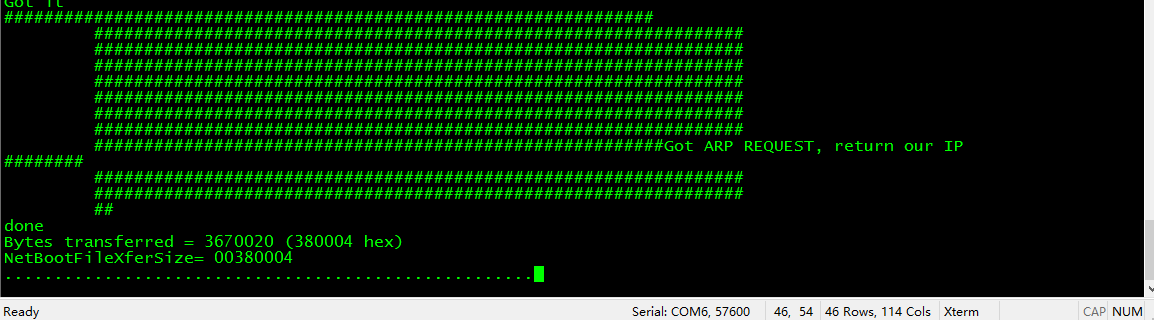 Got it
#################################################################
#################################################################
#################################################################
#################################################################
#################################################################
#################################################################
#################################################################
#################################################################
#########################################################Got ARP REQUEST, return our IP
########
#################################################################
#################################################################
##
done
Bytes transferred = 3670020 (380004 hex)
NetBootFileXferSize= 00380004
.....................................................
Ready Serial: COM6, 57600 46, 54 46 Rows, 114 Cols Xterm CAP NUM